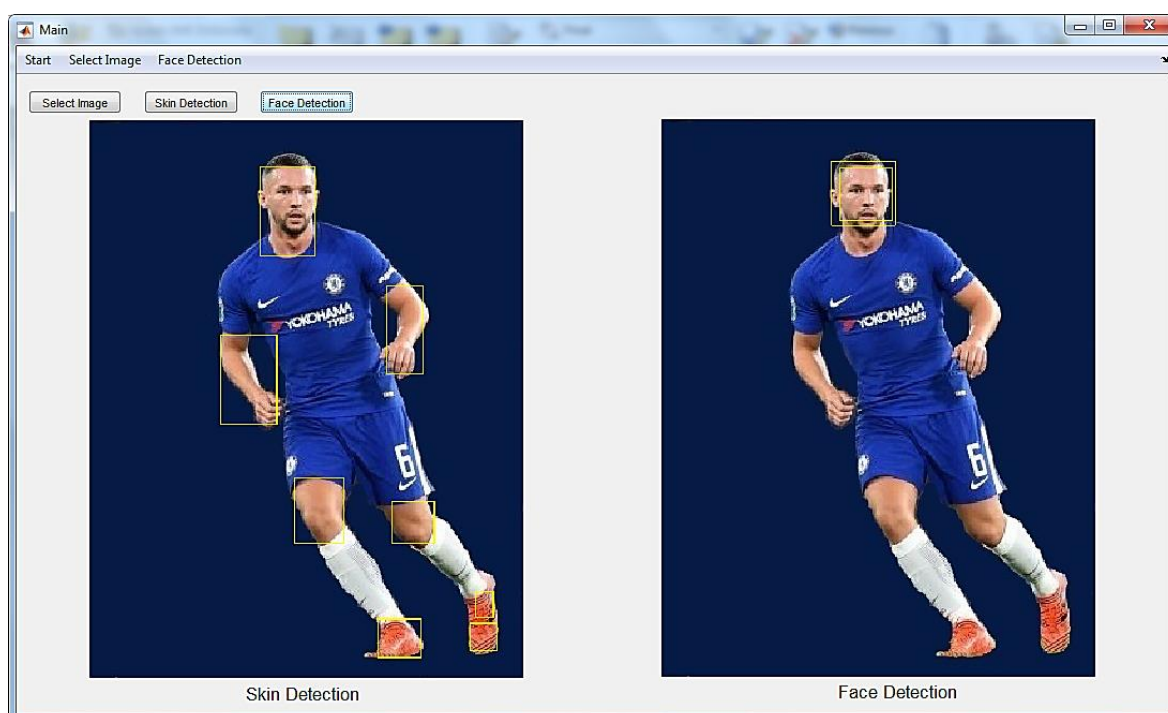 Main
Start Select Image Face Detection
Select Image Skin Detection Face Detection
YOKOHAMA
TYRES
6
YOKOHAMA
TYRES
6
Skin Detection
Face Detection